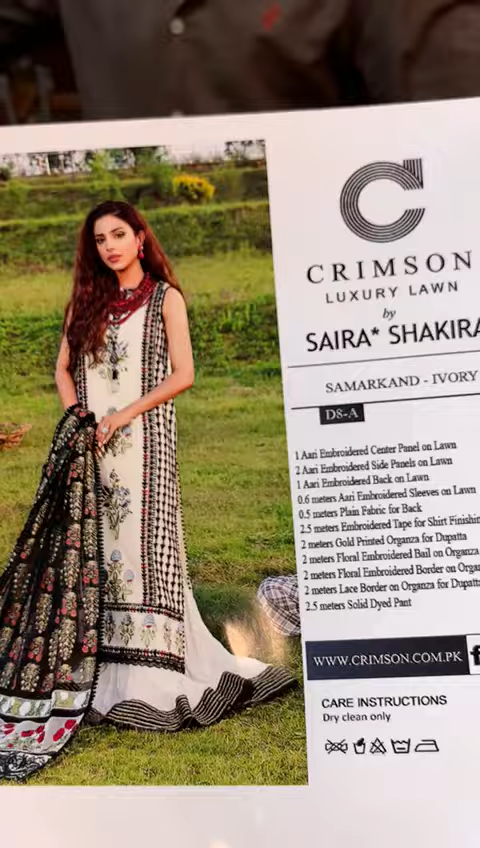 CRIMSON
LUXURY LAWN
by
SAIRA* SHAKIRA
SAMARKAND - IVORY
D8-A
1 Aari Embroidered Center Panel on Lawn
2 Aari Embroidered Side Panels on Lawn
1 Aari Embroidered Back on Lawn
0.6 meters Aari Embroidered Sleeves on Lawn
0.5 meters Plain Fabric for Back
2.5 meters Embroidered Tape for Shirt Finishin
2 meters Gold Printed Organza for Dupatta
2 meters Floral Embroidered Bail on Organza
2 meters Floral Embroidered Border on Organ
2 meters Lace Border on Organza for Dupatta
2.5 meters Solid Dyed Pant
WWW.CRIMSON.COM.PK
CARE INSTRUCTIONS
Dry clean only